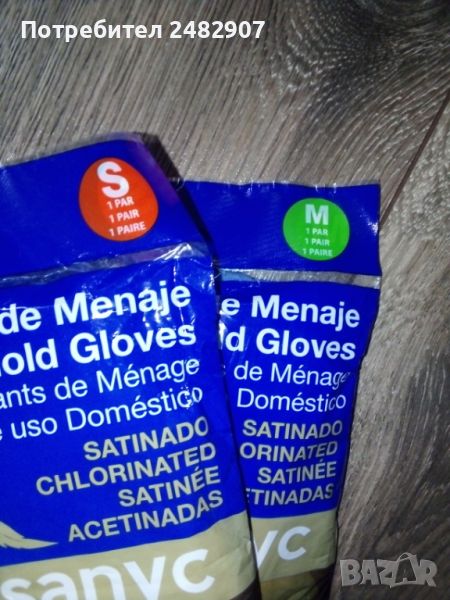 Потребител 2482907
S
1 PAR
1 PAIR
1 PAIRE
de Menaje
old Gloves
ants de Ménage
e uso Doméstico
SATINADO
CHLORINATED
SATINÉE
ACETINADAS
sanyc
M
1 PAR
1 PAIR
1 PAIRE
e Menaje
ld Gloves
s de Ménage
Doméstico
SATINADO
ORINATED
SATINÉE
ETINADAS
yc
BAZAR